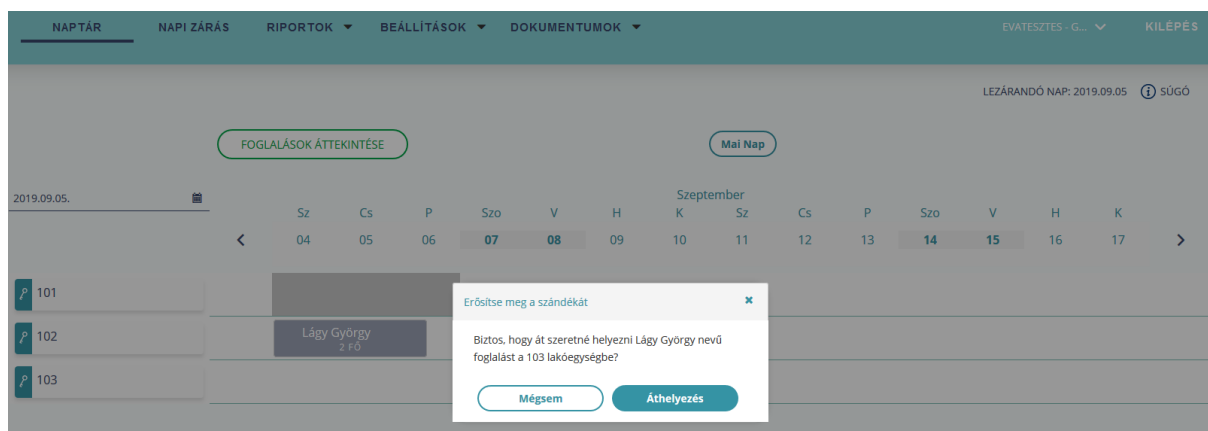 NAPTÁR NAPI ZÁRÁS RIPORTOK BEÁLLÍTÁSOK DOKUMENTUMOK EVATESZTES - G... KILÉPÉS
LEZÁRANDÓ NAP: 2019.09.05 SÚGÓ
FOGLALÁSOK ÁTTEKINTÉSE Mai Nap
2019.09.05. Szeptember
Sz Cs P Szo V H K Sz Cs P Szo V H K
04 05 06 07 08 09 10 11 12 13 14 15 16 17
101
102 Lágy György
2 FŐ
103
Erősítse meg a szándékát
Biztos, hogy át szeretné helyezni Lágy György nevű
foglalást a 103 lakóegységbe?
Mégsem Áthelyezés